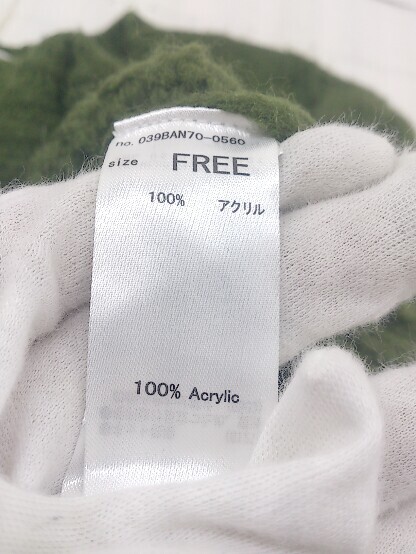 no. 039BAN70-0560
size FREE
100% アクリル
100% Acrylic